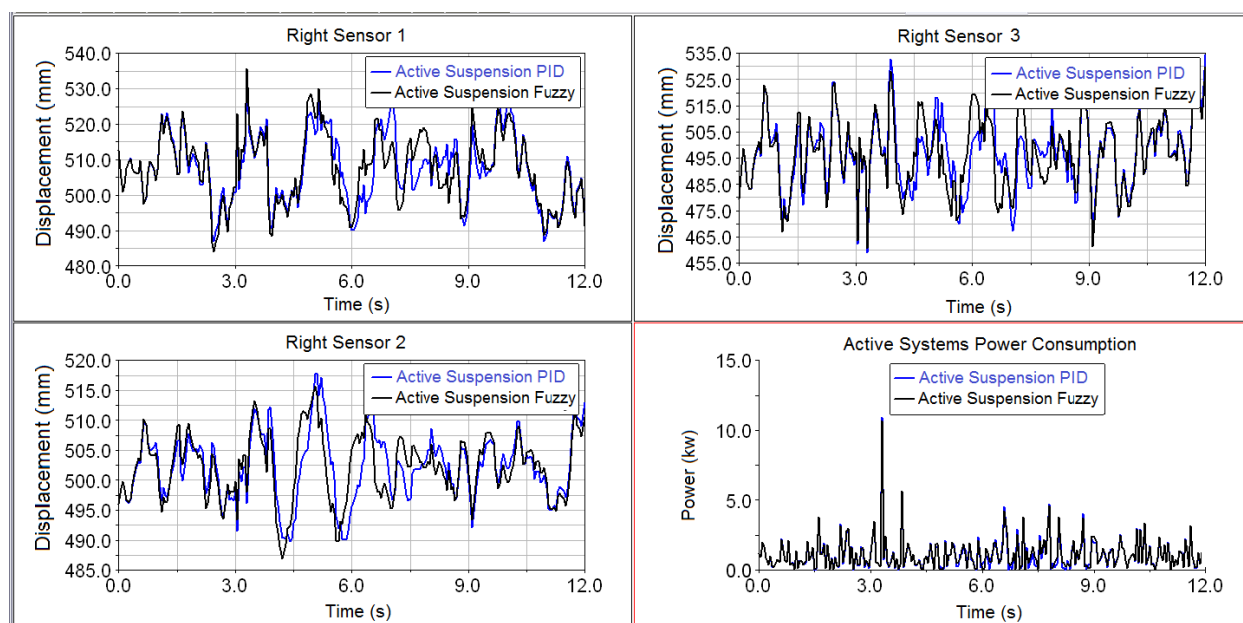 Right Sensor 1
Displacement (mm)
540.0
530.0
520.0
510.0
500.0
490.0
480.0
Active Suspension PID
Active Suspension Fuzzy
0.0 3.0 6.0 9.0 12.0
Time (s)
Right Sensor 3
Displacement (mm)
535.0
525.0
515.0
505.0
495.0
485.0
475.0
465.0
455.0
Active Suspension PID
Active Suspension Fuzzy
0.0 3.0 6.0 9.0 12.0
Time (s)
Right Sensor 2
Displacement (mm)
520.0
515.0
510.0
505.0
500.0
495.0
490.0
485.0
Active Suspension PID
Active Suspension Fuzzy
0.0 3.0 6.0 9.0 12.0
Time (s)
Active Systems Power Consumption
Power (kw)
15.0
10.0
5.0
0.0
Active Suspension PID
Active Suspension Fuzzy
0.0 3.0 6.0 9.0 12.0
Time (s)